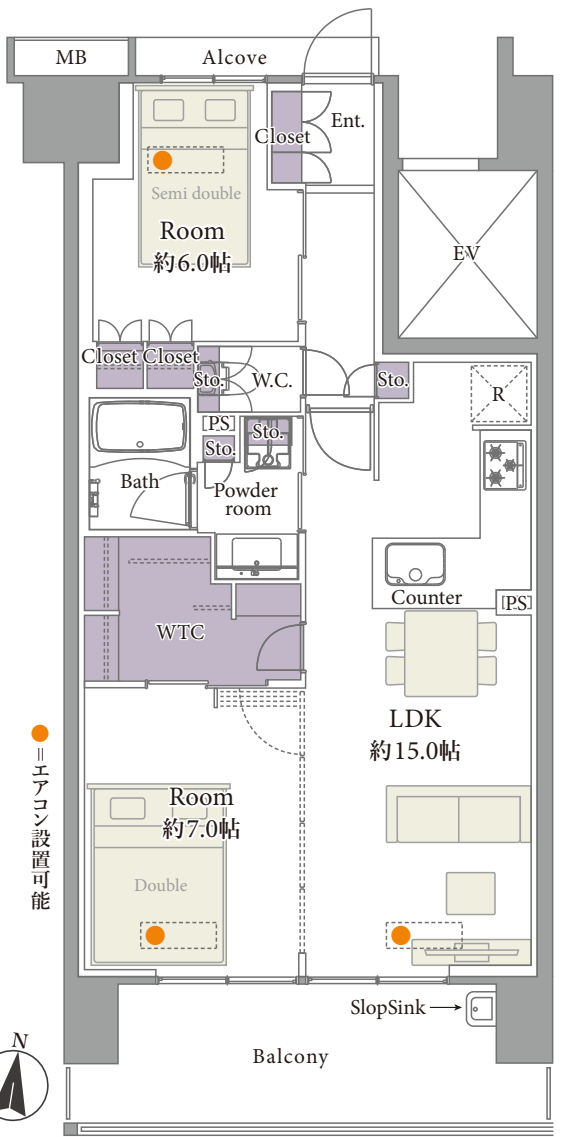 MB
Alcove
Closet
Ent.
Semi double
Room
約6.0帖
EV
Closet
Closet
Sto.
W.C.
Sto.
R
[PS]
Sto.
Sto.
Bath
Powder
room
Counter
[PS]
WTC
LDK
約15.0帖
Room
約7.0帖
Double
●=エアコン設置可能
SlopSink
N
Balcony